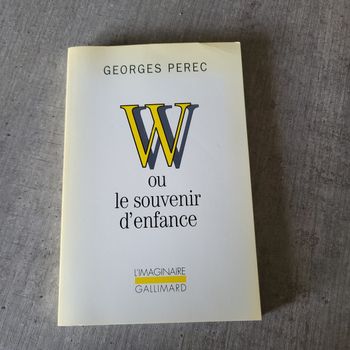 GEORGES PEREC
W
ou
le souvenir
d'enfance
L'IMAGINAIRE
GALLIMARD